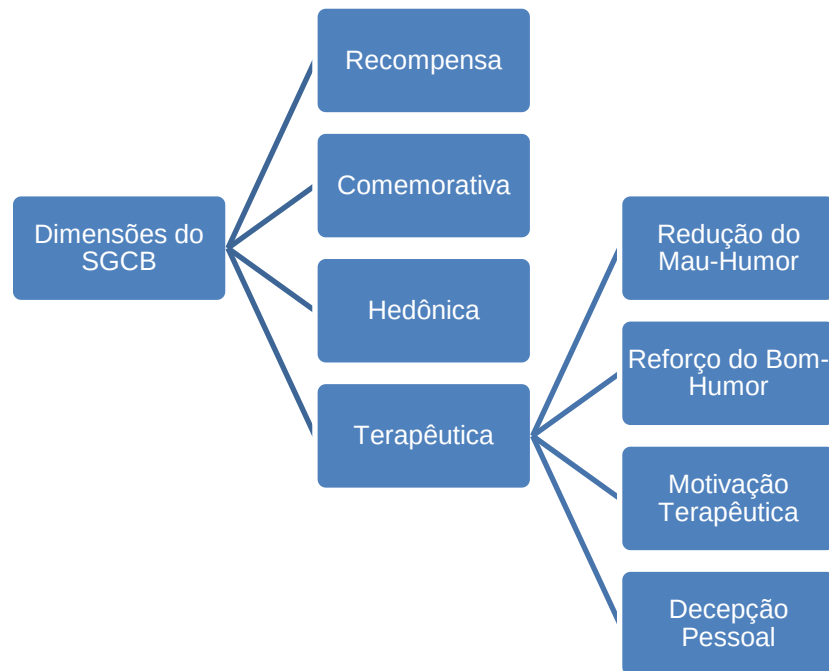 Dimensões do
SGCB
Recompensa
Comemorativa
Hedônica
Terapêutica
Redução do
Mau-Humor
Reforço do Bom-
Humor
Motivação
Terapêutica
Decepção
Pessoal